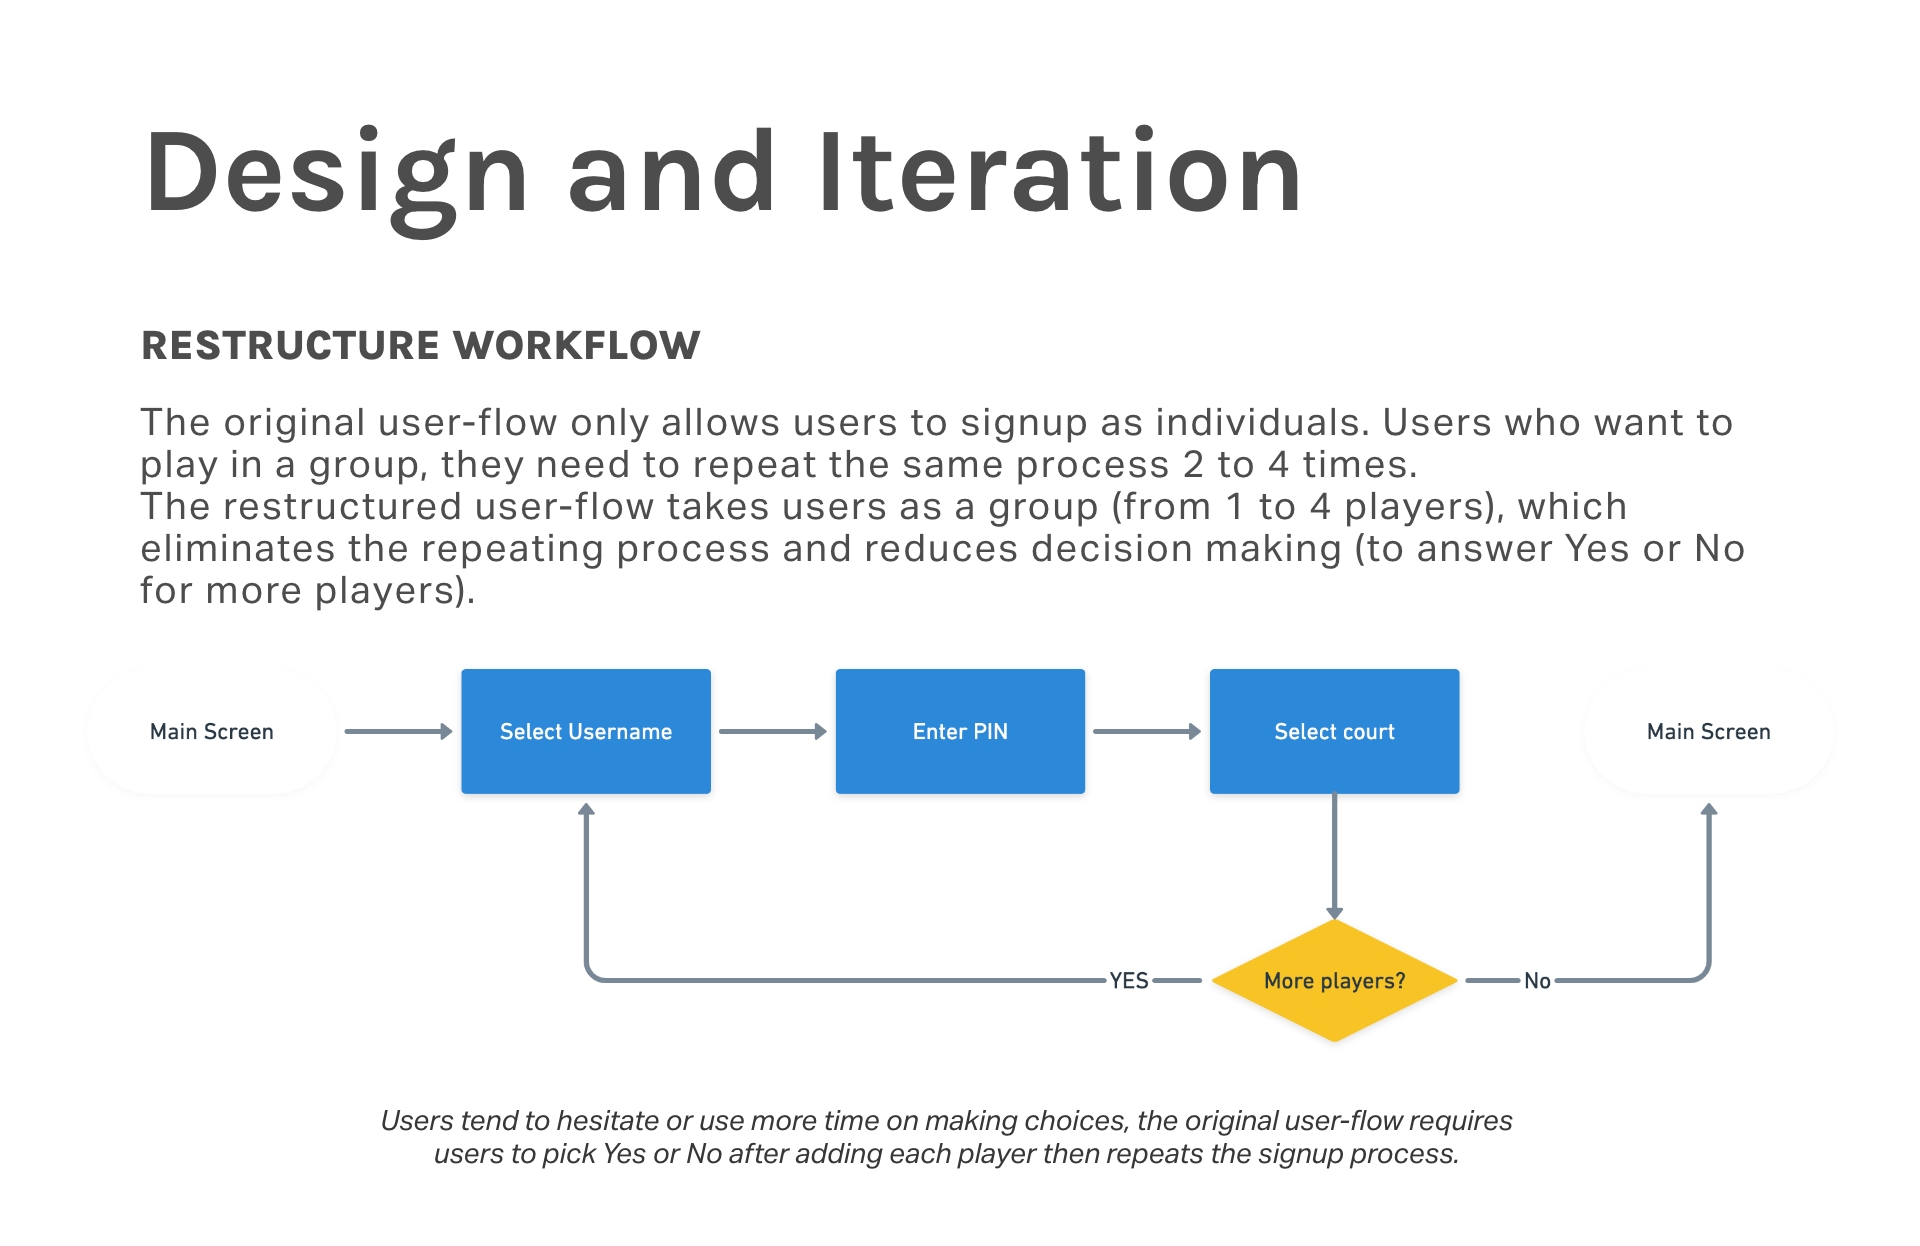 Design and Iteration
RESTRUCTURE WORKFLOW
The original user-flow only allows users to signup as individuals. Users who want to
play in a group, they need to repeat the same process 2 to 4 times.
The restructured user-flow takes users as a group (from 1 to 4 players), which
eliminates the repeating process and reduces decision making (to answer Yes or No
for more players).
Main Screen
Select Username
Enter PIN
Select court
Main Screen
YES
More players?
No
Users tend to hesitate or use more time on making choices, the original user-flow requires
users to pick Yes or No after adding each player then repeats the signup process.